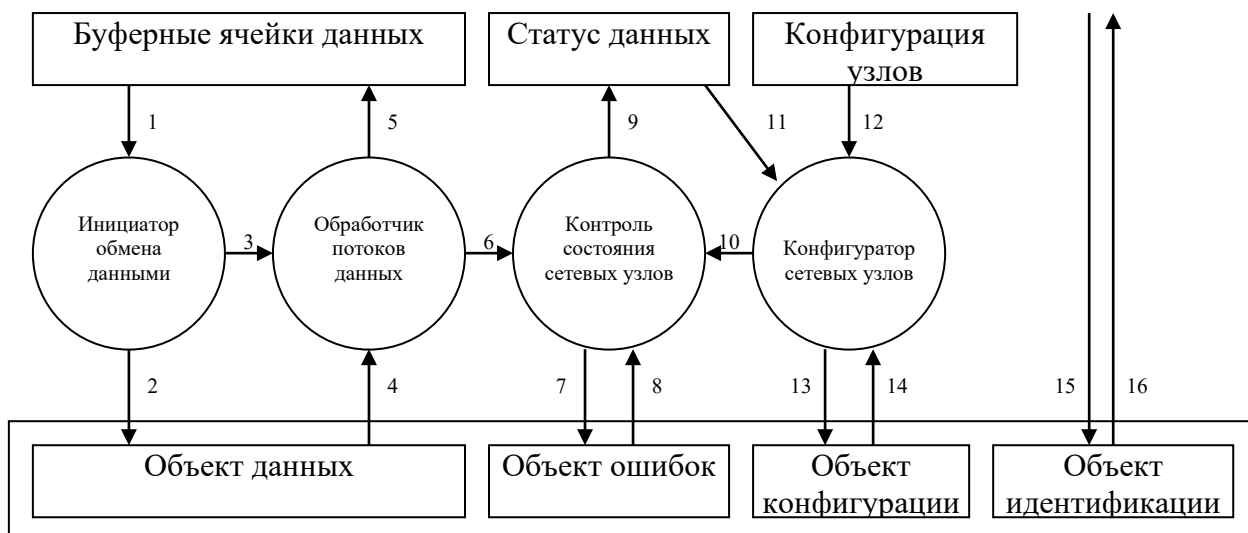 Буферные ячейки данных
Статус данных
Конфигурация
узлов
1
5
9
11
12
Инициатор
обмена
данными
3
Обработчик
потоков
данных
6
Контроль
состояния
сетевых узлов
10
Конфигуратор
сетевых узлов
2
4
7
8
13
14
15
16
Объект данных
Объект ошибок
Объект
конфигурации
Объект
идентификации